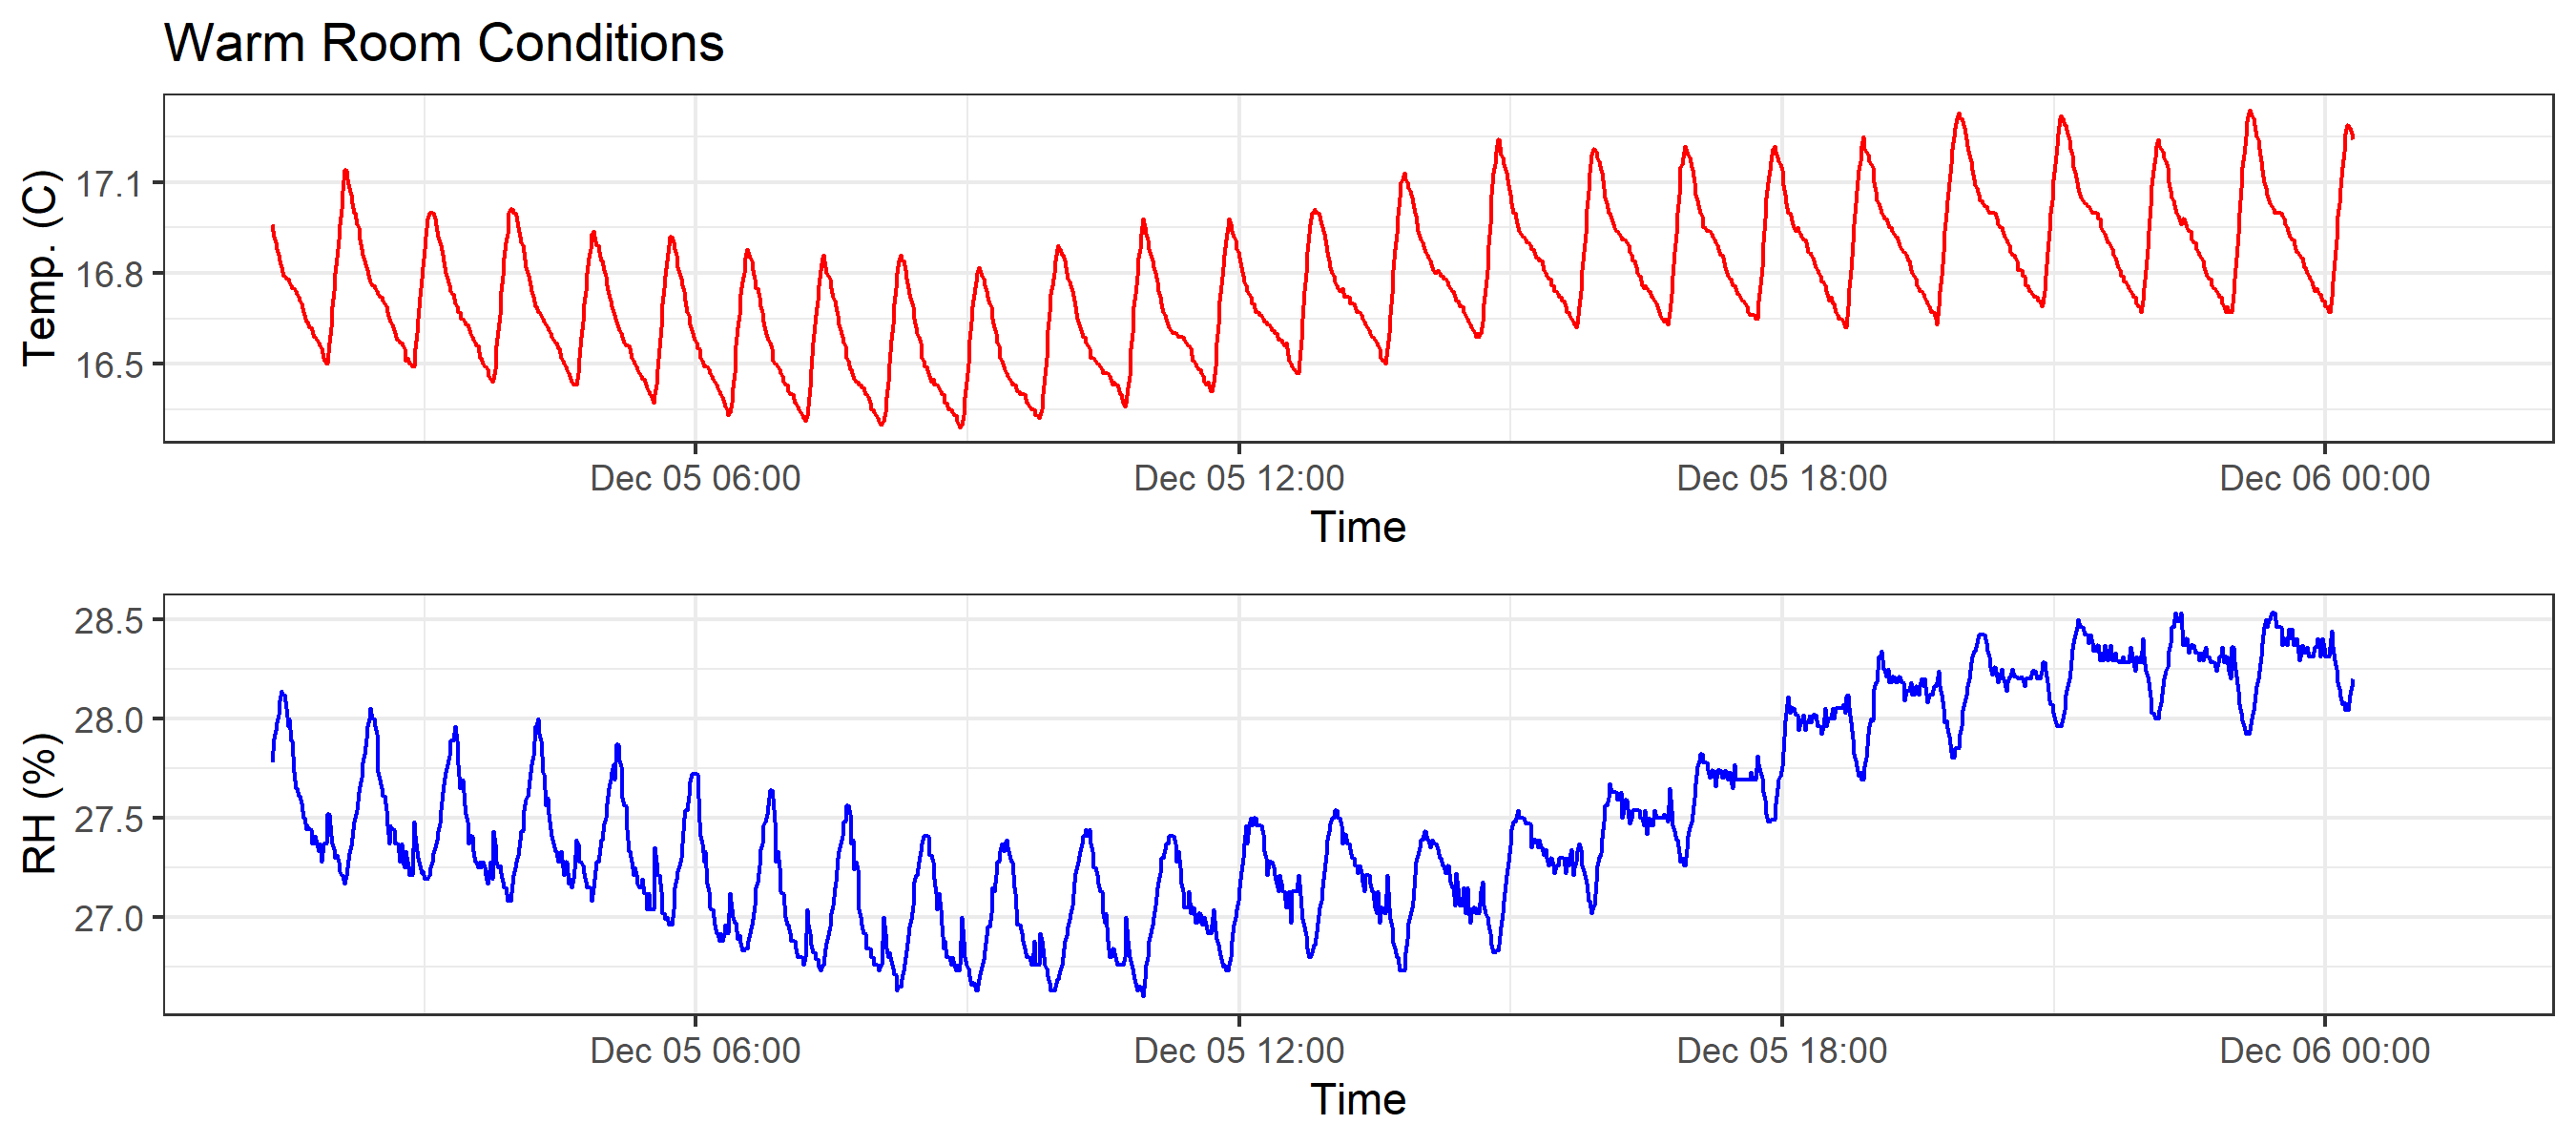 Warm Room Conditions
Temp. (C)
17.1
16.8
16.5
Dec 05 06:00 Dec 05 12:00 Dec 05 18:00 Dec 06 00:00
Time
RH (%)
28.5
28.0
27.5
27.0
Dec 05 06:00 Dec 05 12:00 Dec 05 18:00 Dec 06 00:00
Time